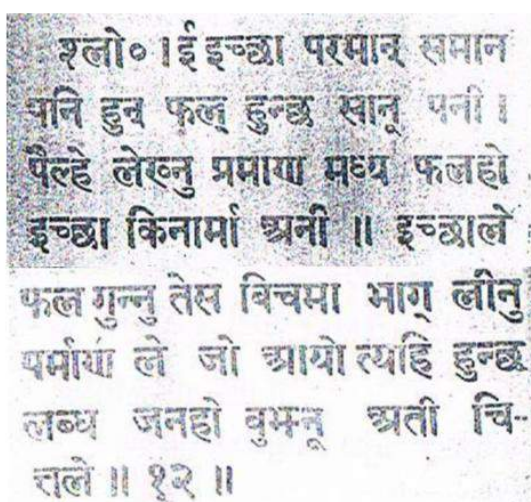 श्लो० ।ई इच्छा परमान् समान
पानि हुन् फल् हुन्छ सानू पनी ।
पैल्हे लेख्नु प्रमाण मध्य फलहो
इच्छा किनार्मा अनी ॥ इच्छाले
फल गुन्नु तेस बिचमा भाग् लीनु
पर्माण ले जो आयो त्यहि हुन्छ
लब्ध जनहो वुझ्नू अती चि-
त्तले ॥ १२ ॥